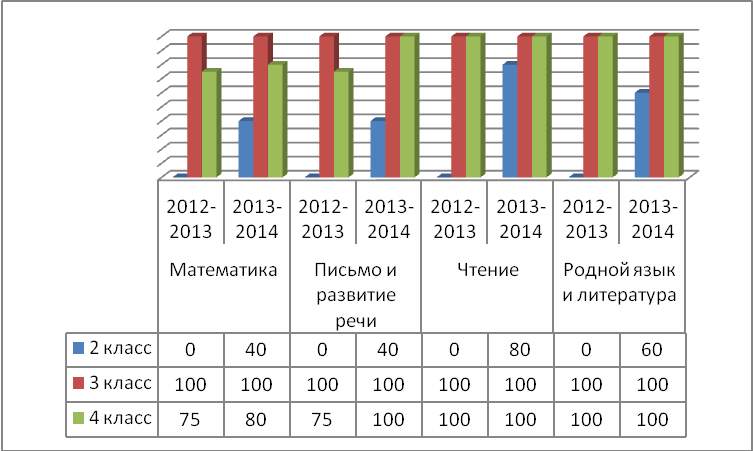 2012-
2013
2013-
2014
2012-
2013
2013-
2014
2012-
2013
2013-
2014
2012-
2013
2013-
2014
Математика
Письмо и
развитие
речи
Чтение
Родной язык
и литература
2 класс 0 40 0 40 0 80 0 60
3 класс 100 100 100 100 100 100 100 100
4 класс 75 80 75 100 100 100 100 100